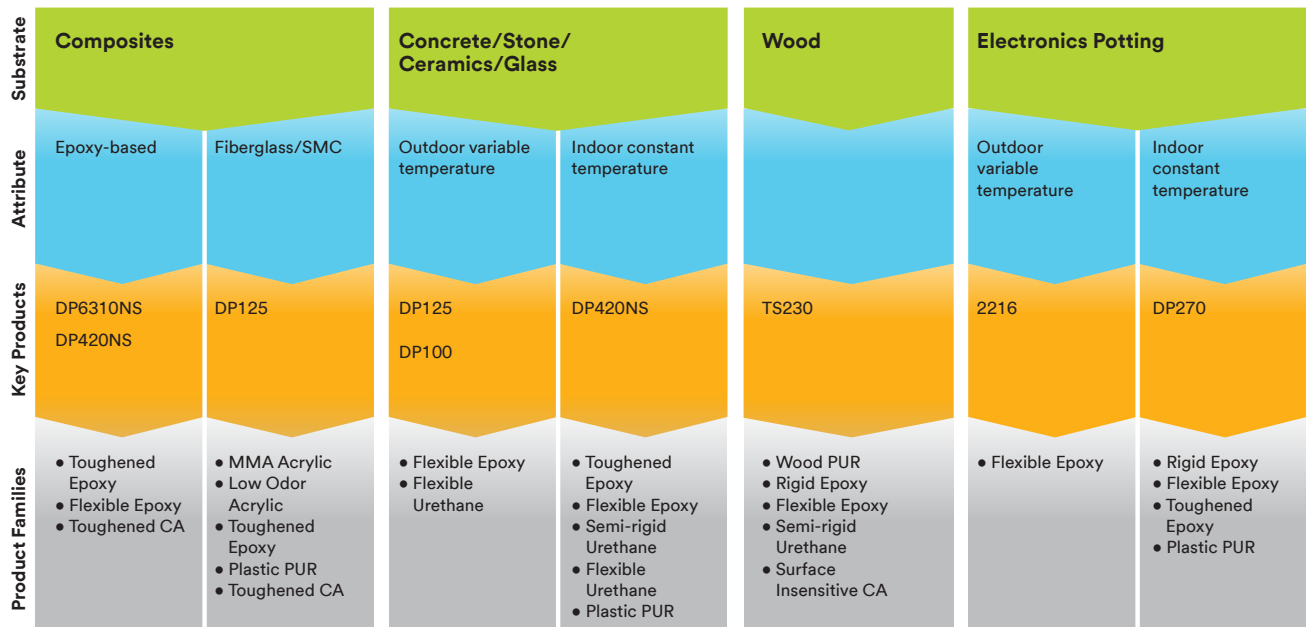 Substrate
Composites
Concrete/Stone/
Ceramics/Glass
Wood
Electronics Potting
Attribute
Epoxy-based
Fiberglass/SMC
Outdoor variable
temperature
Indoor constant
temperature
Outdoor
variable
temperature
Indoor
constant
temperature
Key Products
DP6310NS
DP420NS
DP125
DP125
DP100
DP420NS
TS230
2216
DP270
Product Families
● Toughened
Epoxy
● Flexible Epoxy
● Toughened CA
● MMA Acrylic
● Low Odor
Acrylic
● Toughened
Epoxy
● Plastic PUR
● Toughened CA
● Flexible Epoxy
● Flexible
Urethane
● Toughened
Epoxy
● Flexible Epoxy
● Semi-rigid
Urethane
● Flexible
Urethane
● Plastic PUR
● Wood PUR
● Rigid Epoxy
● Flexible Epoxy
● Semi-rigid
Urethane
● Surface
Insensitive CA
● Flexible Epoxy
● Rigid Epoxy
● Flexible Epoxy
● Toughened
Epoxy
● Plastic PUR